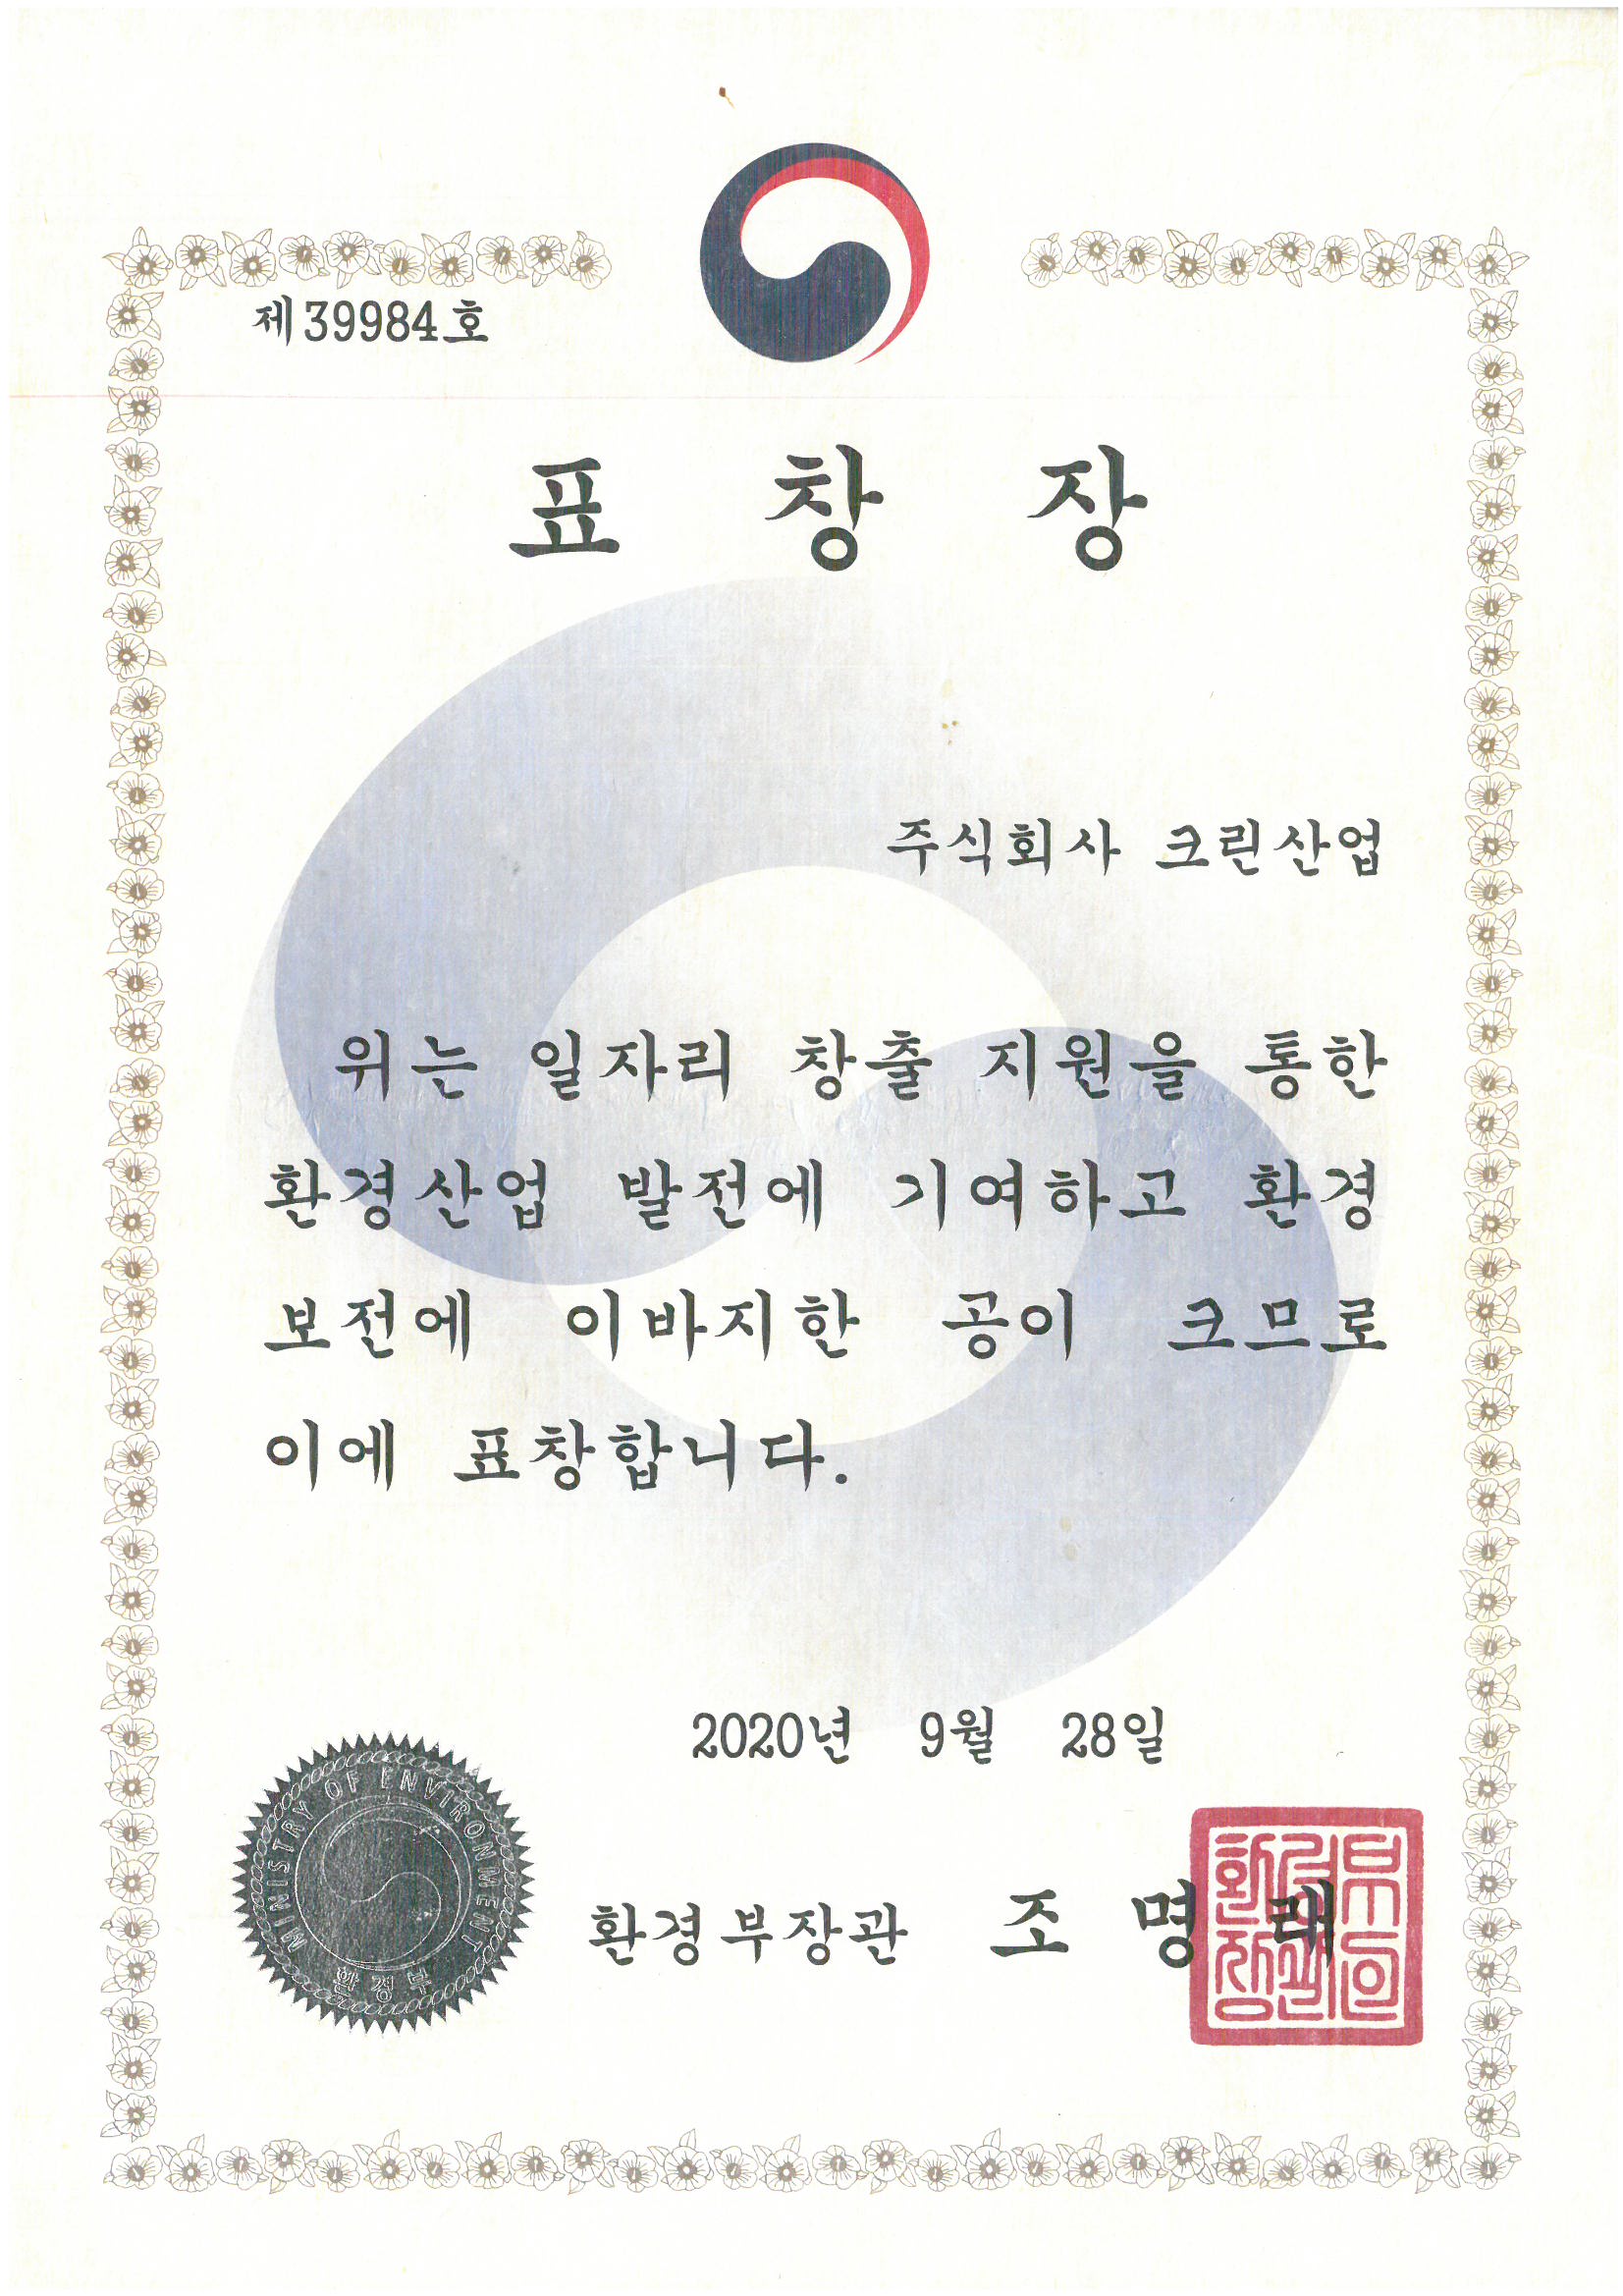 제39984호
표 창 장
주식회사 크린산업
위는 일자리 창출 지원을 통한
환경산업 발전에 기여하고 환경
보전에 이바지한 공이 크므로
이에 표창합니다.
2020년 9월 28일
MINISTRY OF ENVIRONMENT
환경부
환경부장관 조 명 래